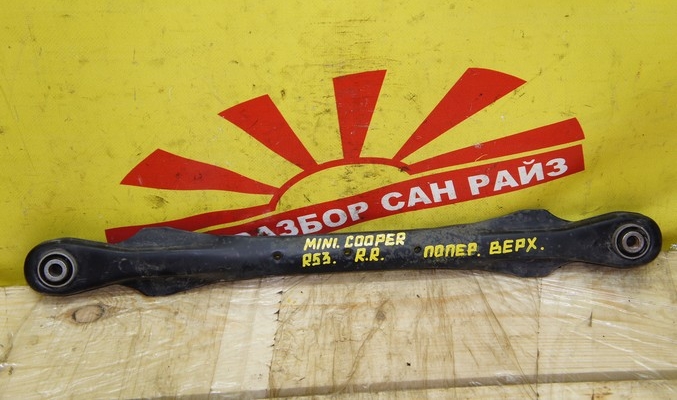 РАЗБОР САН РАЙЗ
MINI. COOPER
R53. R.R. ПОПЕР. ВЕРХ.